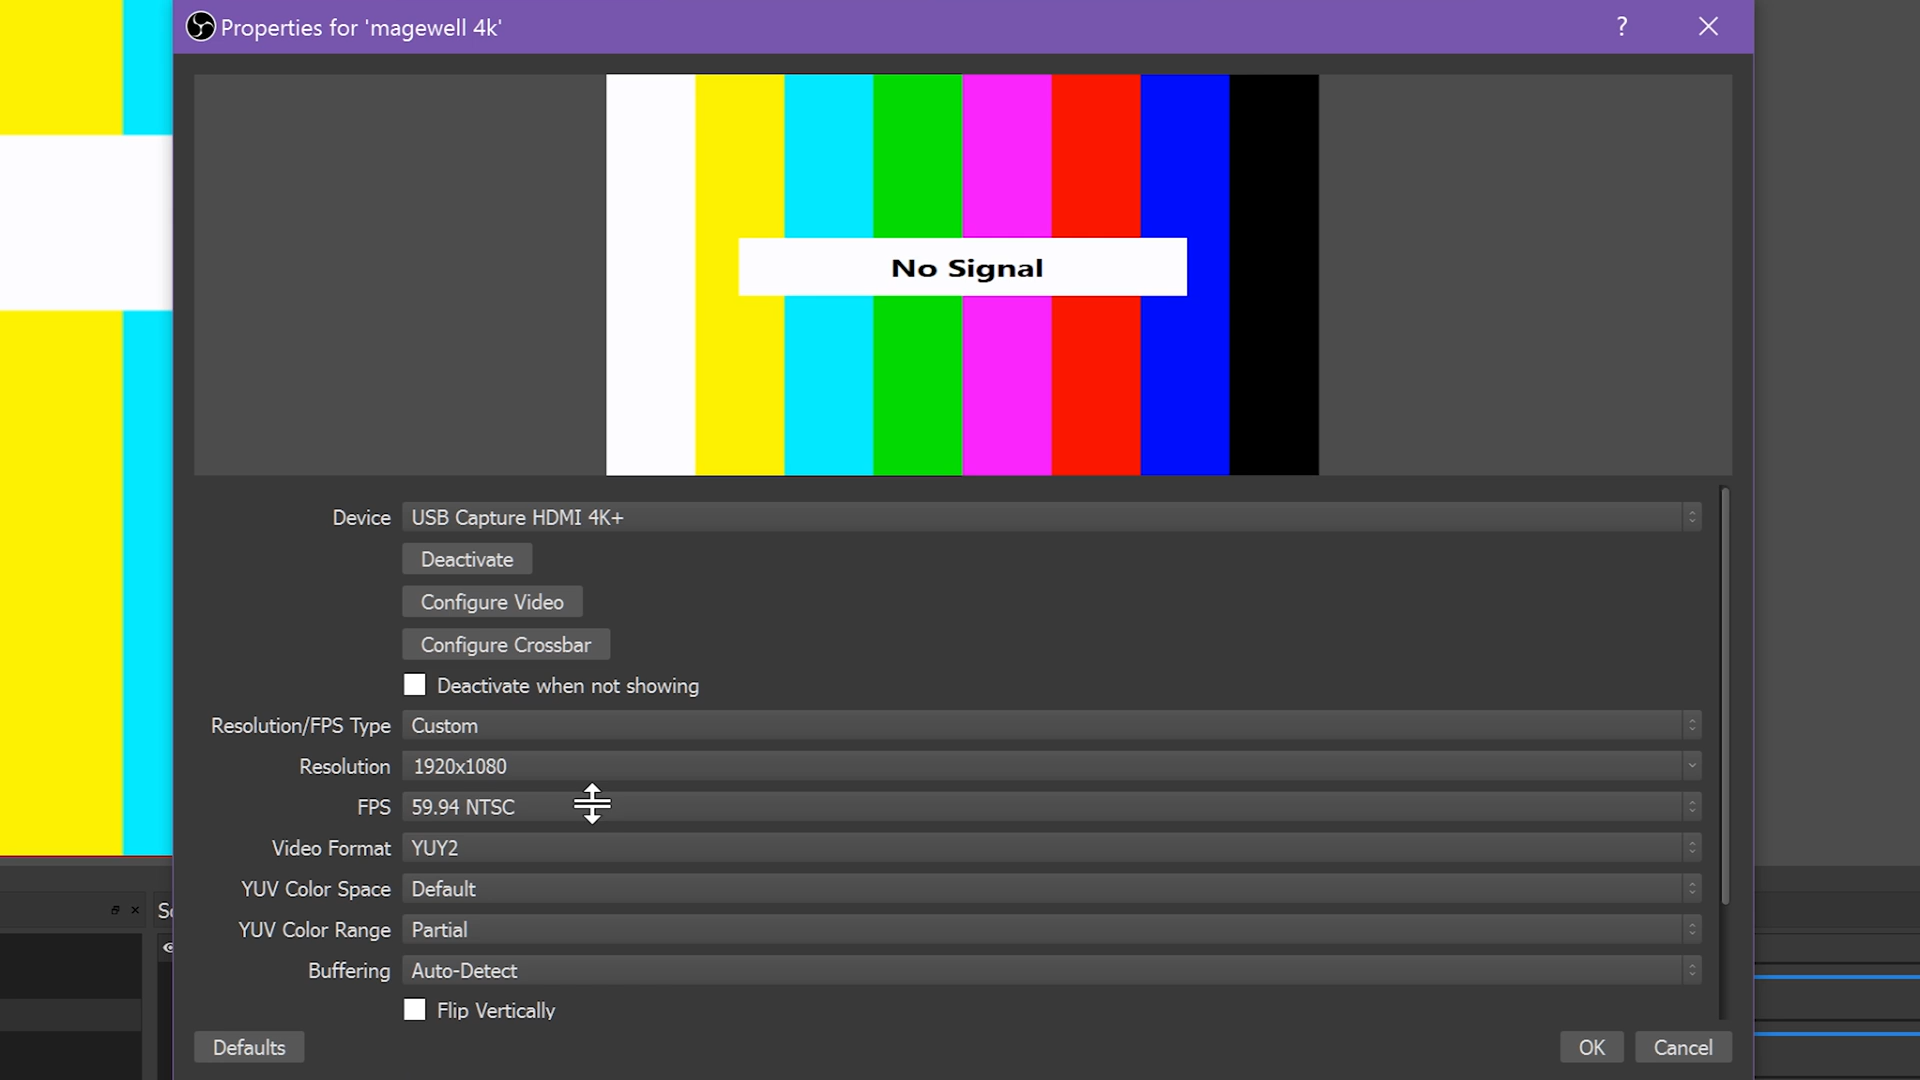 Properties for 'magewell 4k'
?
No Signal
Device USB Capture HDMI 4K+
Deactivate
Configure Video
Configure Crossbar
Deactivate when not showing
Resolution/FPS Type Custom
Resolution 1920x1080
FPS 59.94 NTSC
Video Format YUY2
YUV Color Space Default
YUV Color Range Partial
Buffering Auto-Detect
Flip Vertically
Defaults OK Cancel